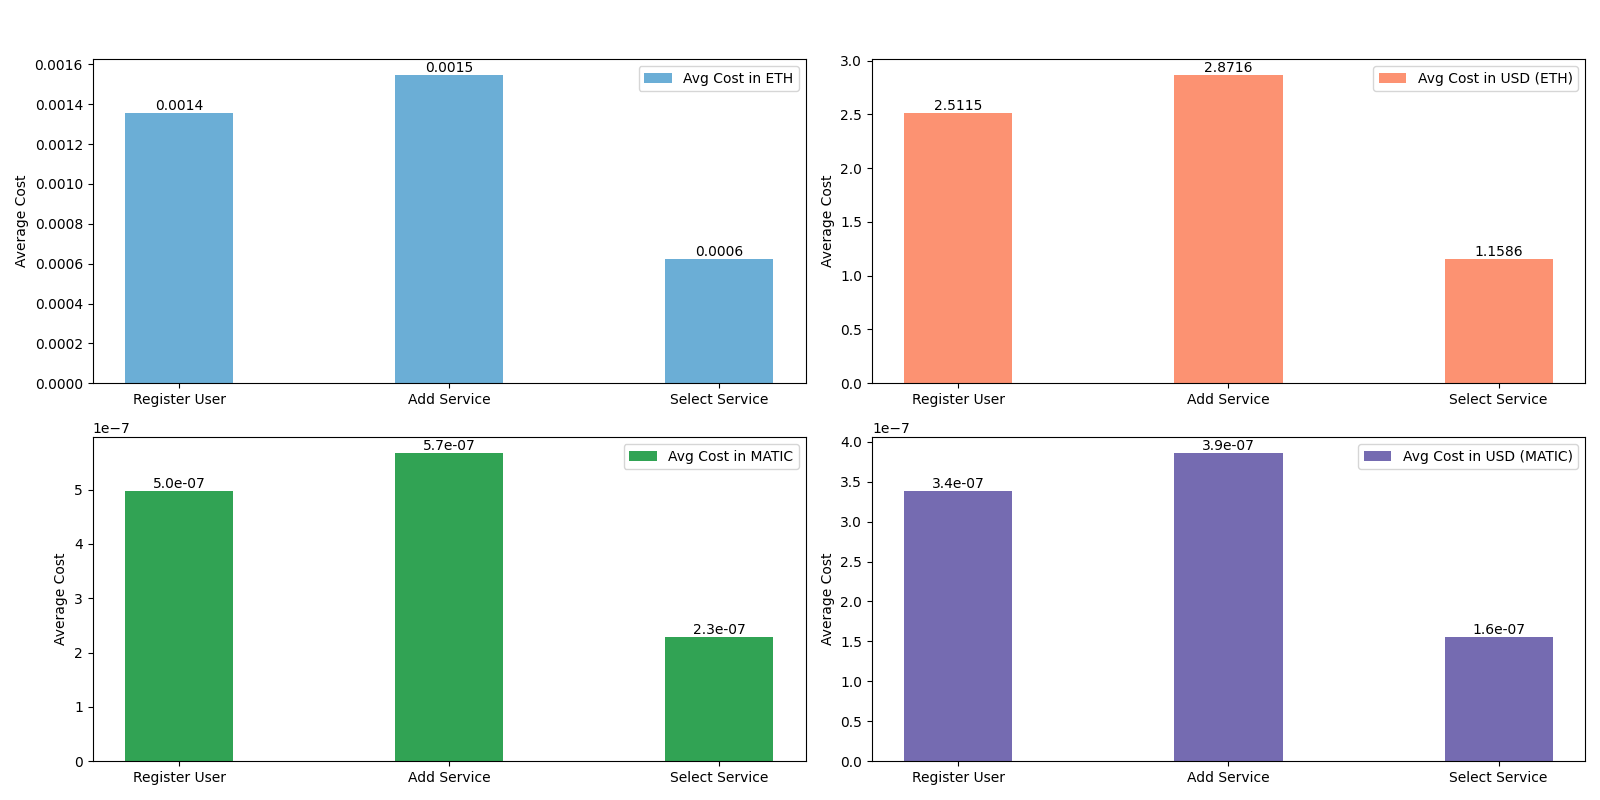 Average Cost
0.0016
0.0014
0.0012
0.0010
0.0008
0.0006
0.0004
0.0002
0.0000
0.0014
0.0015
0.0006
Avg Cost in ETH
Register User
Add Service
Select Service
Average Cost
3.0
2.5
2.0
1.5
1.0
0.5
0.0
2.5115
2.8716
1.1586
Avg Cost in USD (ETH)
Register User
Add Service
Select Service
Average Cost
1e−7
5
4
3
2
1
0
5.0e-07
5.7e-07
2.3e-07
Avg Cost in MATIC
Register User
Add Service
Select Service
Average Cost
1e−7
4.0
3.5
3.0
2.5
2.0
1.5
1.0
0.5
0.0
3.4e-07
3.9e-07
1.6e-07
Avg Cost in USD (MATIC)
Register User
Add Service
Select Service